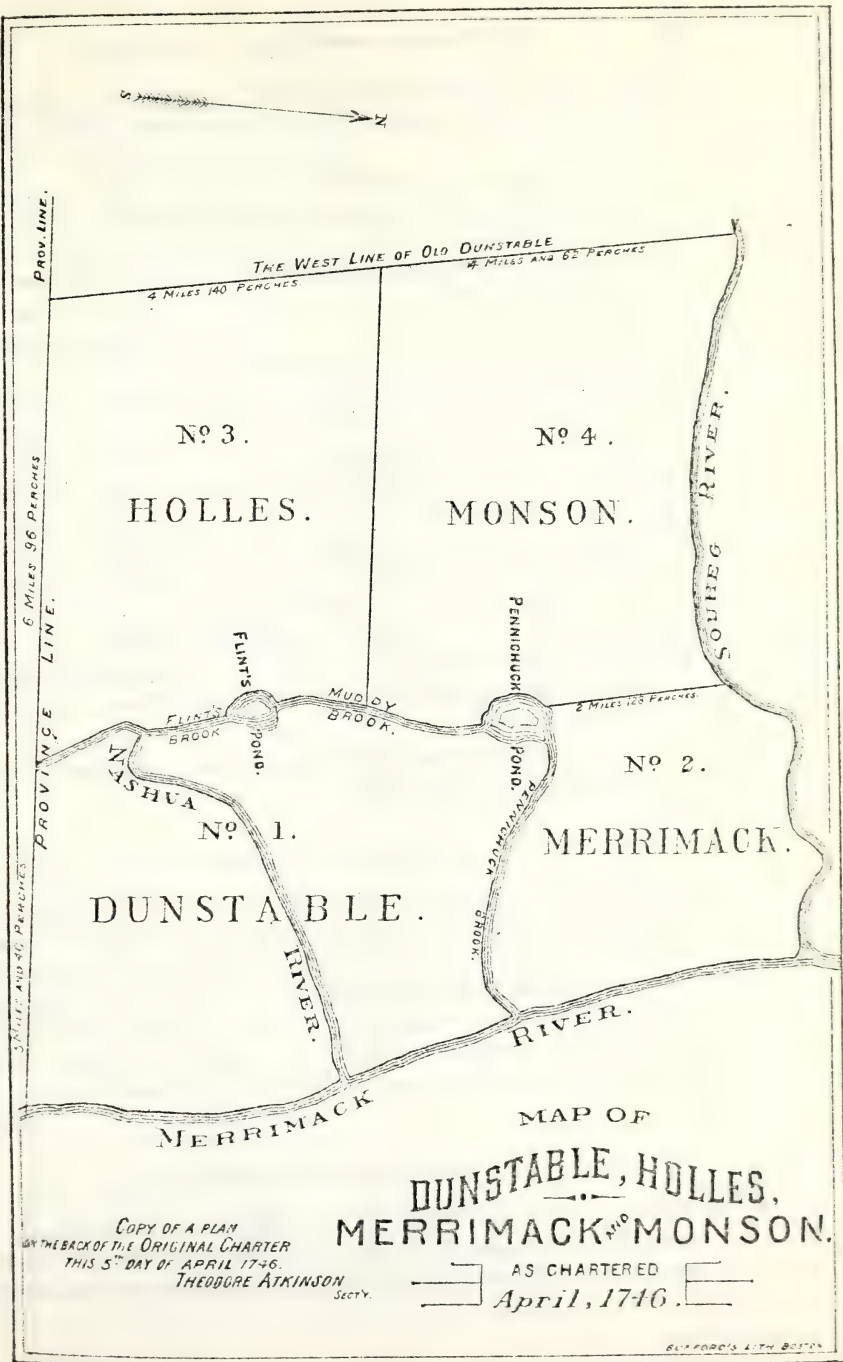 S.
N
PROV. LINE.
THE WEST LINE OF OLD DUNSTABLE
4 MILES 140 PERCHES
4 MILES AND 62 PERCHES
Nº 3.
HOLLES.
Nº 4.
MONSON.
SOUHEG RIVER.
6 MILES 96 PERCHES
PROVINCE LINE.
FLINT'S
POND.
PENNICHUCK
POND.
FLINT'S
BROOK
MUDDY
BROOK.
2 MILES 128 PERCHES.
Nº 2.
MERRIMACK.
NASHUA
RIVER.
Nº 1.
DUNSTABLE.
PENNICHUCK
BROOK.
MILES AND 40 PERCHES
MERRIMACK
RIVER.
MAP OF
DUNSTABLE, HOLLES,
MERRIMACK AND MONSON.
AS CHARTERED
April, 1746.
COPY OF A PLAN
ON THE BACK OF THE ORIGINAL CHARTER
THIS 5TH DAY OF APRIL 1746.
THEODORE ATKINSON
SECT'Y.
BUFFORD'S LITH BOSTON